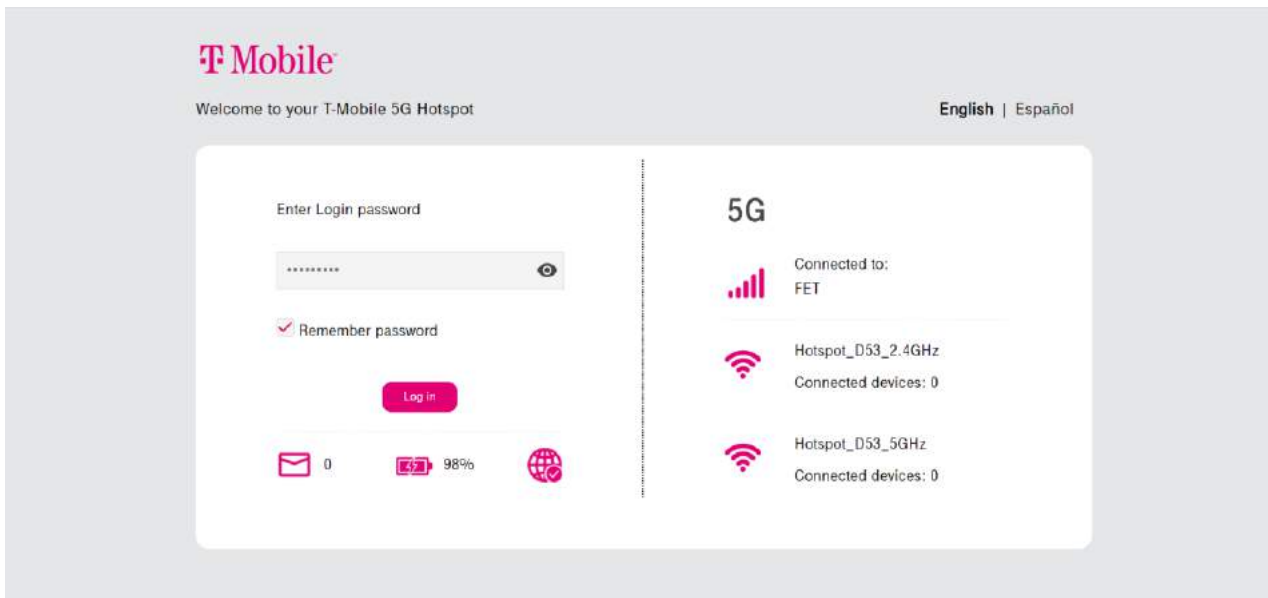 T Mobile
Welcome to your T-Mobile 5G Hotspot
English | Español
Enter Login password
•••••••••
Remember password
Log in
0
98%
5G
Connected to:
FET
Hotspot_D53_2.4GHz
Connected devices: 0
Hotspot_D53_5GHz
Connected devices: 0